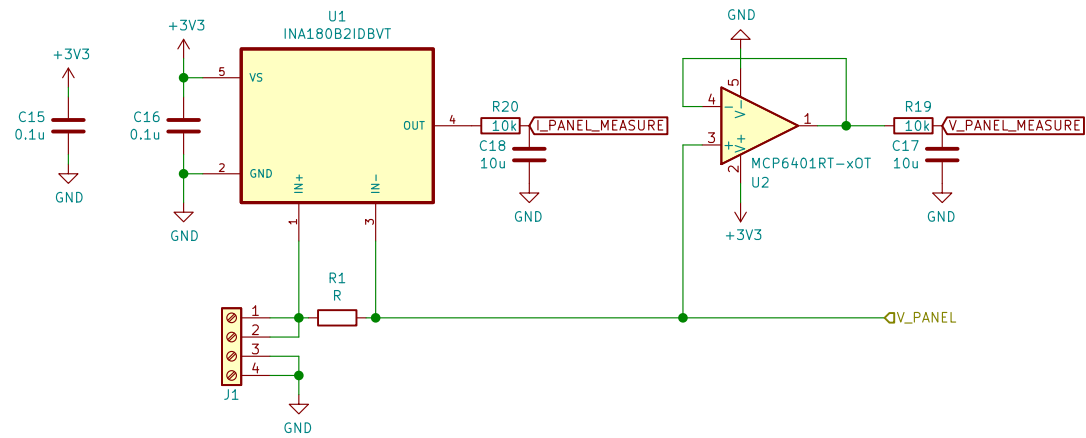 U1
INA180B2IDBVT
+3V3
5
VS
+3V3
C15
0.1u
GND
C16
0.1u
2
GND
GND
OUT
4
IN+
IN-
1
3
R20
10k
I_PANEL_MEASURE
C18
10u
GND
GND
5
V-
4
-
3
+
V+
2
1
MCP6401RT-xOT
U2
+3V3
R19
10k
V_PANEL_MEASURE
C17
10u
GND
R1
R
1
2
3
4
J1
GND
V_PANEL